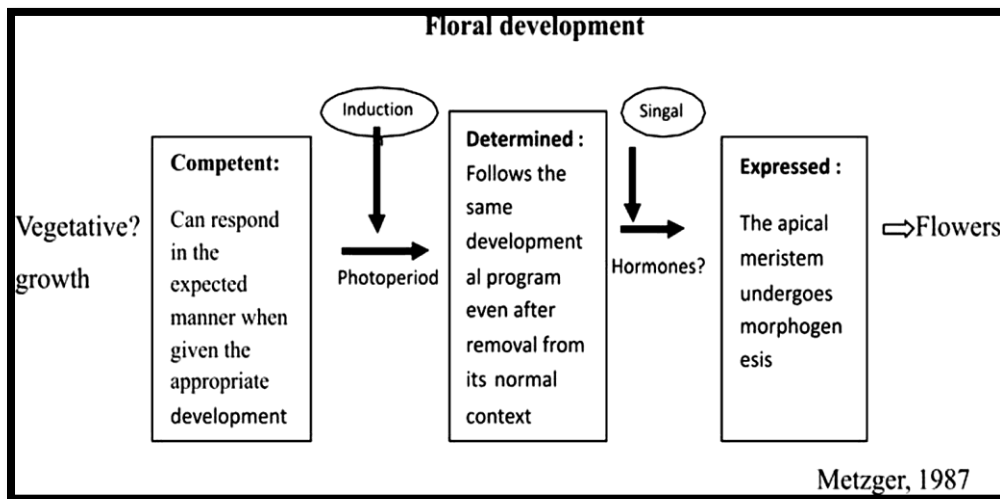 Floral development
Vegetative?
growth
Competent:
Can respond
in the
expected
manner when
given the
appropriate
development
Induction
Photoperiod
Determined :
Follows the
same
development
al program
even after
removal from
its normal
context
Singal
Hormones?
Expressed :
The apical
meristem
undergoes
morphogen
esis
⇨Flowers
Metzger, 1987